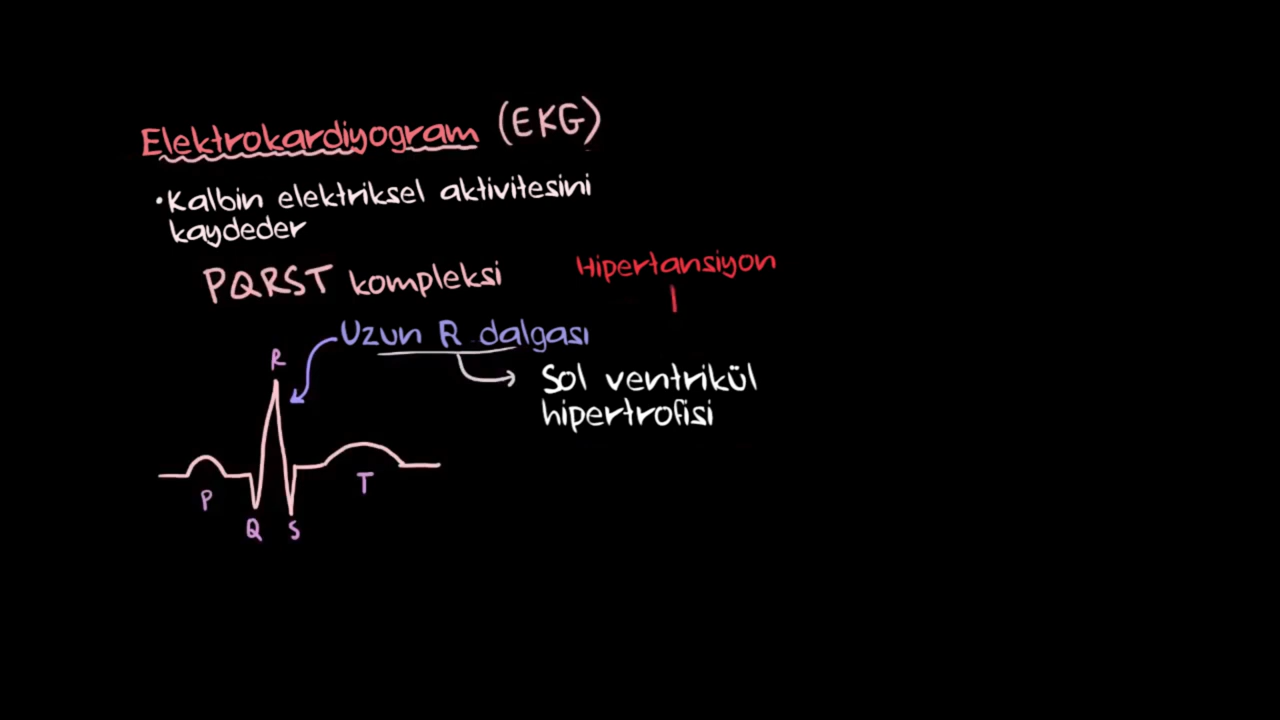 Elektrokardiyogram (EKG)
•Kalbin elektriksel aktivitesini
kaydeder
PQRST kompleksi
Hipertansiyon
Uzun R dalgası
Sol ventrikül
hipertrofisi
R
P
T
Q
S